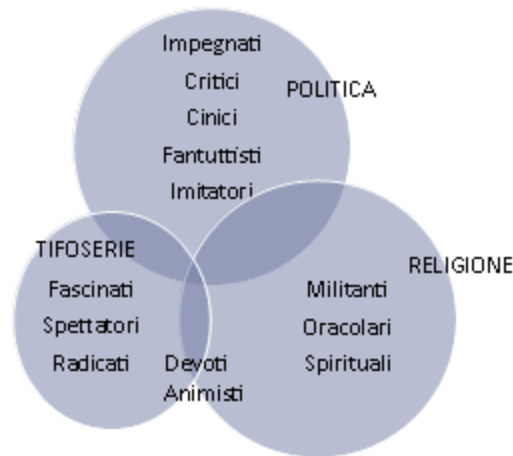 Impegnati
Critici
POLITICA
Cinici
Fantuttisti
Imitatori
TIFOSERIE
Fascinati
Spettatori
Radicati
Devoti
Animisti
RELIGIONE
Militanti
Oracolari
Spirituali